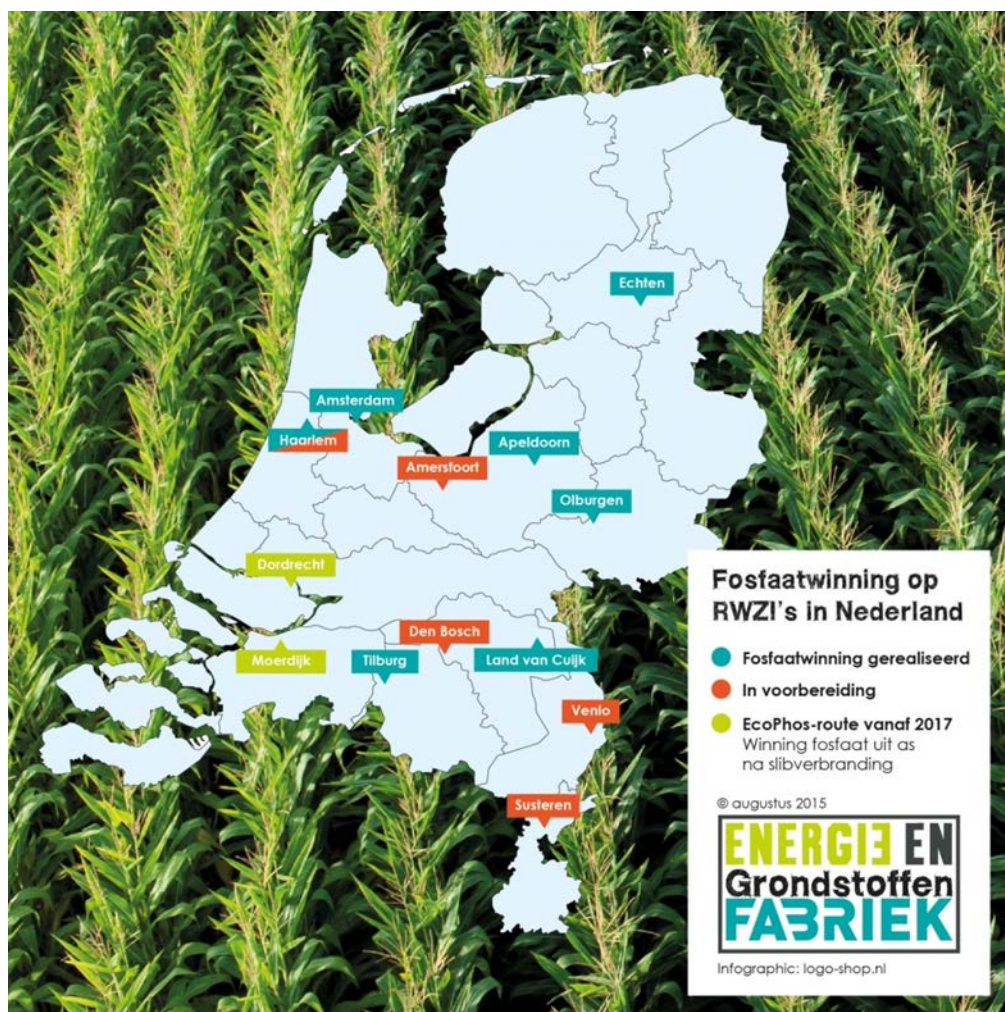 Echten
Amsterdam
Haarlem
Apeldoorn
Amersfoort
Olburgen
Dordrecht
Den Bosch
Moerdijk
Tilburg
Land van Cuijk
Venlo
Susteren
Fosfaatwinning op
RWZI's in Nederland
Fosfaatwinning gerealiseerd
In voorbereiding
EcoPhos-route vanaf 2017
Winning fosfaat uit as
na slibverbranding
© augustus 2015
ENERGIE EN
Grondstoffen
FABRIEK
Infographic: logo-shop.nl